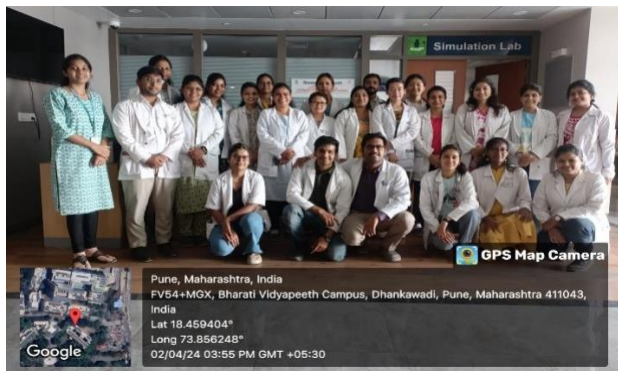 Simulation Lab
GPS Map Camera
Pune, Maharashtra, India
FV54+MGX, Bharati Vidyapeeth Campus, Dhankawadi, Pune, Maharashtra 411043,
India
Lat 18.459404°
Long 73.856248°
02/04/24 03:55 PM GMT +05:30
Google